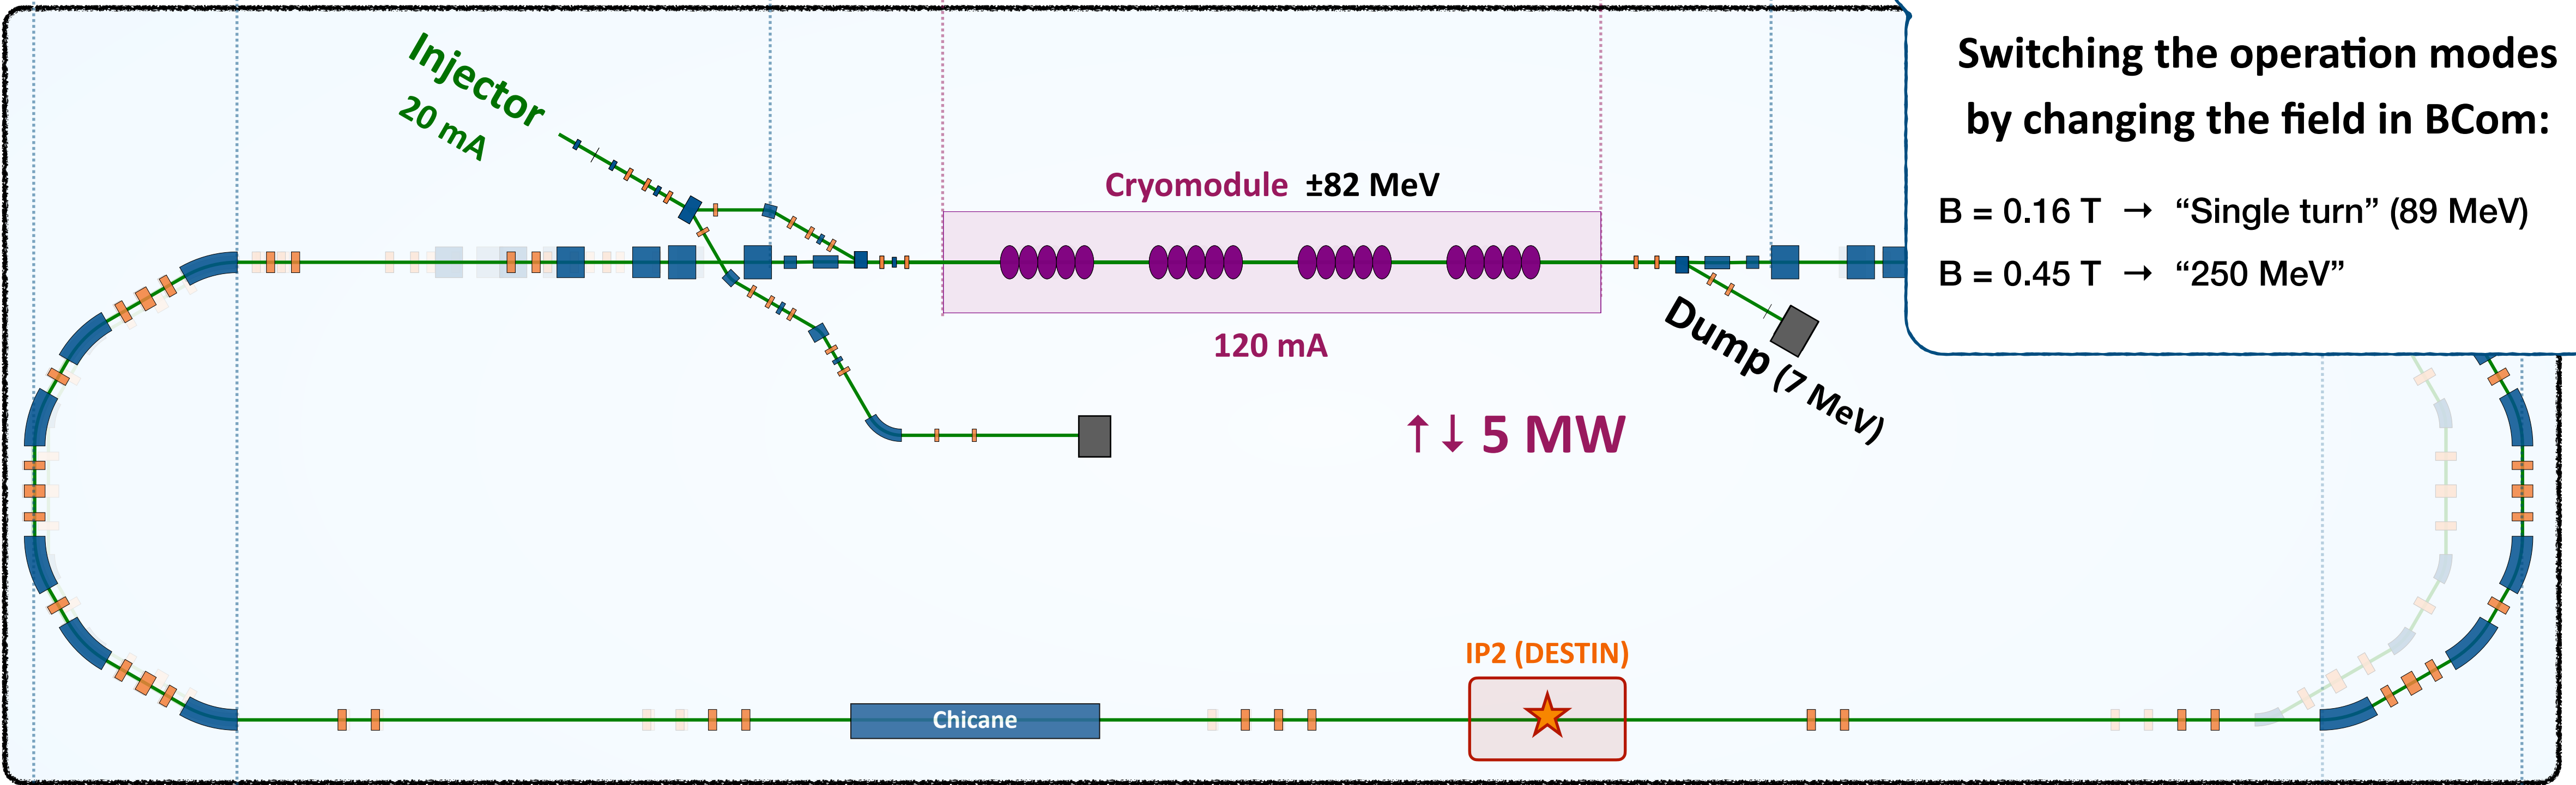 Injector
20 mA
Cryomodule ±82 MeV
120 mA
↑↓ 5 MW
Dump (7 MeV)
Switching the operation modes
by changing the field in BCom:
B = 0.16 T → “Single turn” (89 MeV)
B = 0.45 T → “250 MeV”
IP2 (DESTIN)
Chicane